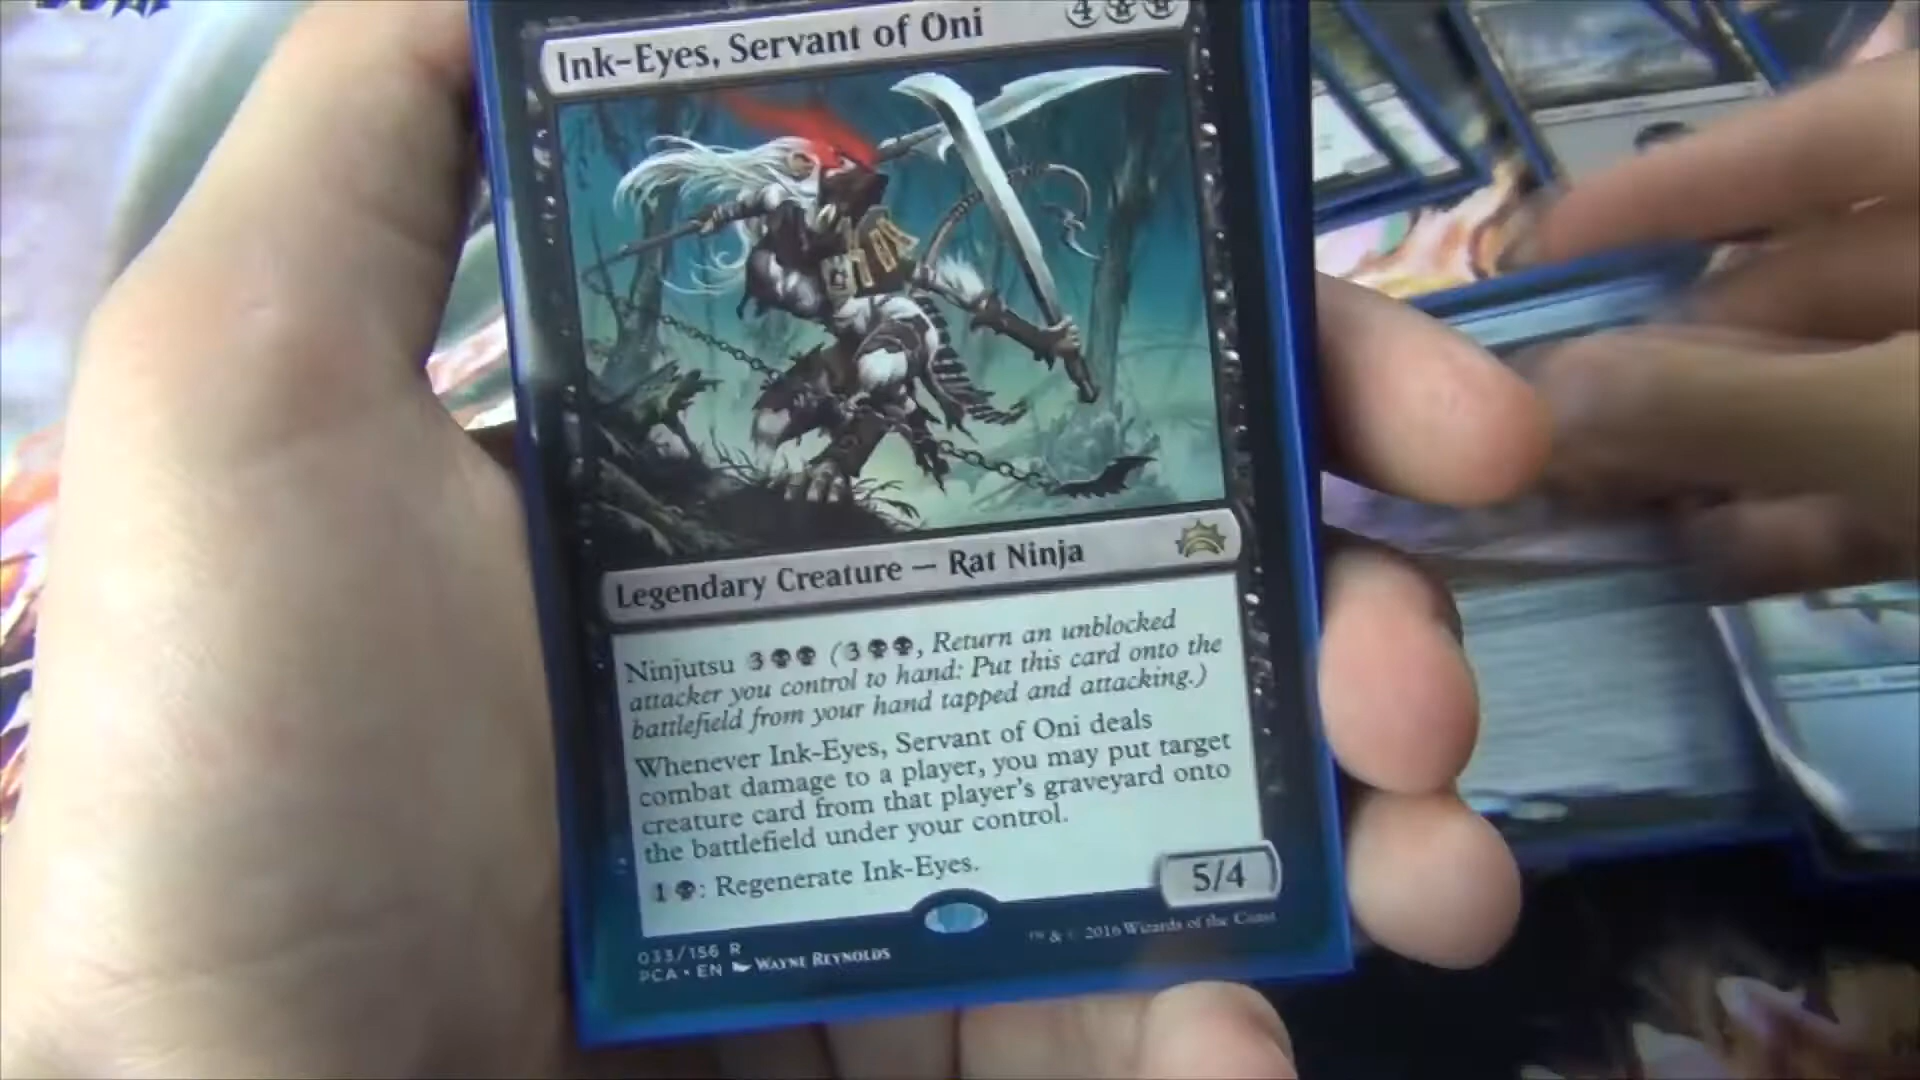 Ink-Eyes, Servant of Oni 4
Legendary Creature — Rat Ninja
Ninjutsu 3 (3, Return an unblocked
attacker you control to hand: Put this card onto the
battlefield from your hand tapped and attacking.)
Whenever Ink-Eyes, Servant of Oni deals
combat damage to a player, you may put target
creature card from that player's graveyard onto
the battlefield under your control.
1: Regenerate Ink-Eyes.
5/4
033/156 R
PCA • EN WAYNE REYNOLDS
™ & © 2016 Wizards of the Coast